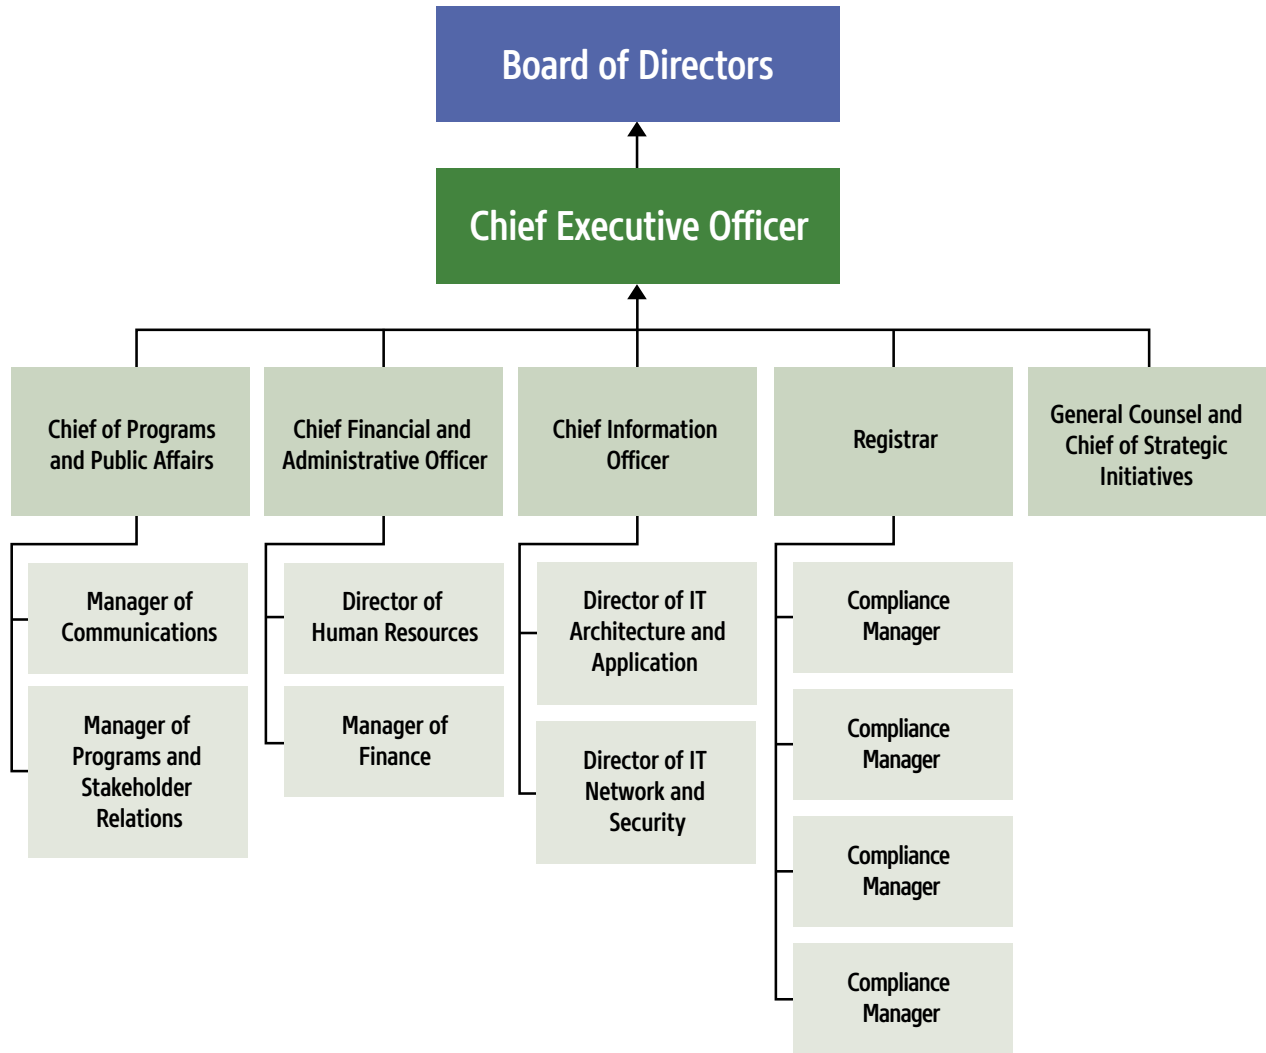 Board of Directors
Chief Executive Officer
Chief of Programs
and Public Affairs
Chief Financial and
Administrative Officer
Chief Information
Officer
Registrar
General Counsel and
Chief of Strategic
Initiatives
Manager of
Communications
Manager of
Programs and
Stakeholder
Relations
Director of
Human Resources
Manager of
Finance
Director of IT
Architecture and
Application
Director of IT
Network and
Security
Compliance
Manager
Compliance
Manager
Compliance
Manager
Compliance
Manager